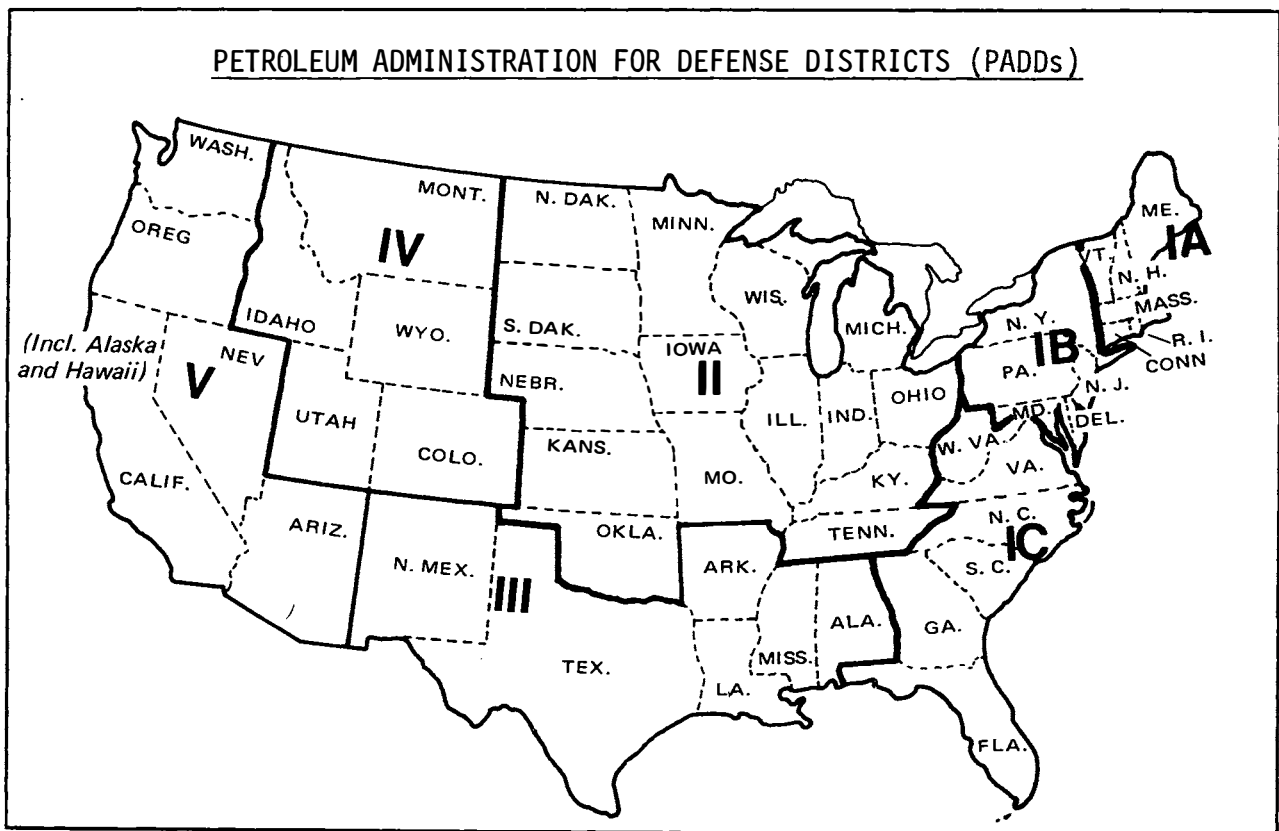 PETROLEUM ADMINISTRATION FOR DEFENSE DISTRICTS (PADDs)
WASH.
MONT.
N. DAK.
MINN.
ME.
OREG
IV
IA
VT.
N. H.
WIS.
MASS.
IDAHO
WYO.
S. DAK.
MICH.
N. Y.
R. I.
(Incl. Alaska
and Hawaii)
NEV
V
IOWA
II
IB
CONN
NEBR.
PA.
N. J.
OHIO
UTAH
ILL.
IND.
MD.
DEL.
COLO.
KANS.
W. VA.
VA.
CALIF.
MO.
KY.
ARIZ.
OKLA.
TENN.
N. C.
IC
N. MEX.
III
ARK.
S. C.
ALA.
GA.
TEX.
MISS.
LA.
FLA.